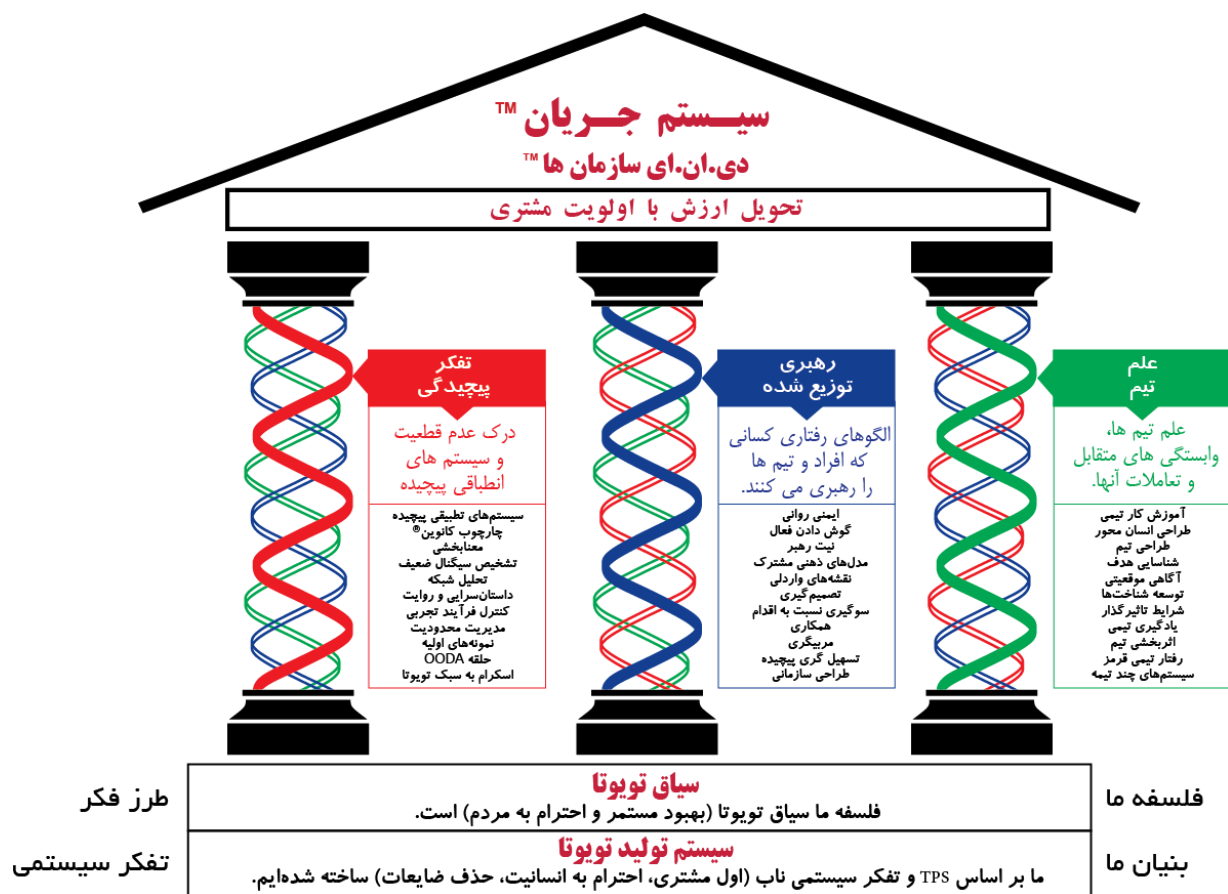 سیستم جریان ™
دی.ان.ای سازمان ها™
تحویل ارزش با اولویت مشتری
علم
تیم
علم تیم ها،
وابستگی های متقابل
و تعاملات آنها.
آموزش کار تیمی
طراحی انسان محور
طراحی تیم
شناسایی هدف
آگاهی موقعیتی
توسعه شناخت‌ها
شرایط تاثیرگذار
یادگیری تیمی
اثربخشی تیم
رفتار تیمی قرمز
سیستم‌های چند تیمه
رهبری
توزیع شده
الگوهای رفتاری کسانی
که افراد و تیم ها
را رهبری می کنند.
ایمنی روانی
گوش دادن فعال
نیت رهبر
مدل‌های ذهنی مشترک
نقشه‌های واردلی
تصمیم‌گیری
سوگیری نسبت به اقدام
همکاری
مربیگری
تسهیل گری پیچیده
طراحی سازمانی
تفکر
پیچیدگی
درک عدم قطعیت
و سیستم های
انطباقی پیچیده
سیستم‌های تطبیقی پیچیده
چارچوب کانوین®
معنابخشی
تشخیص سیگنال ضعیف
تحلیل شبکه
داستان‌سرایی و روایت
کنترل فرآیند تجربی
مدیریت محدودیت
نمونه‌های اولیه
حلقه OODA
اسکرام به سبک تویوتا
فلسفه ما
سیاق تویوتا
فلسفه ما سیاق تویوتا (بهبود مستمر و احترام به مردم) است.
طرز فکر
بنیان ما
سیستم تولید تویوتا
ما بر اساس TPS و تفکر سیستمی ناب (اول مشتری، احترام به انسانیت، حذف ضایعات) ساخته شده‌ایم.
تفکر سیستمی